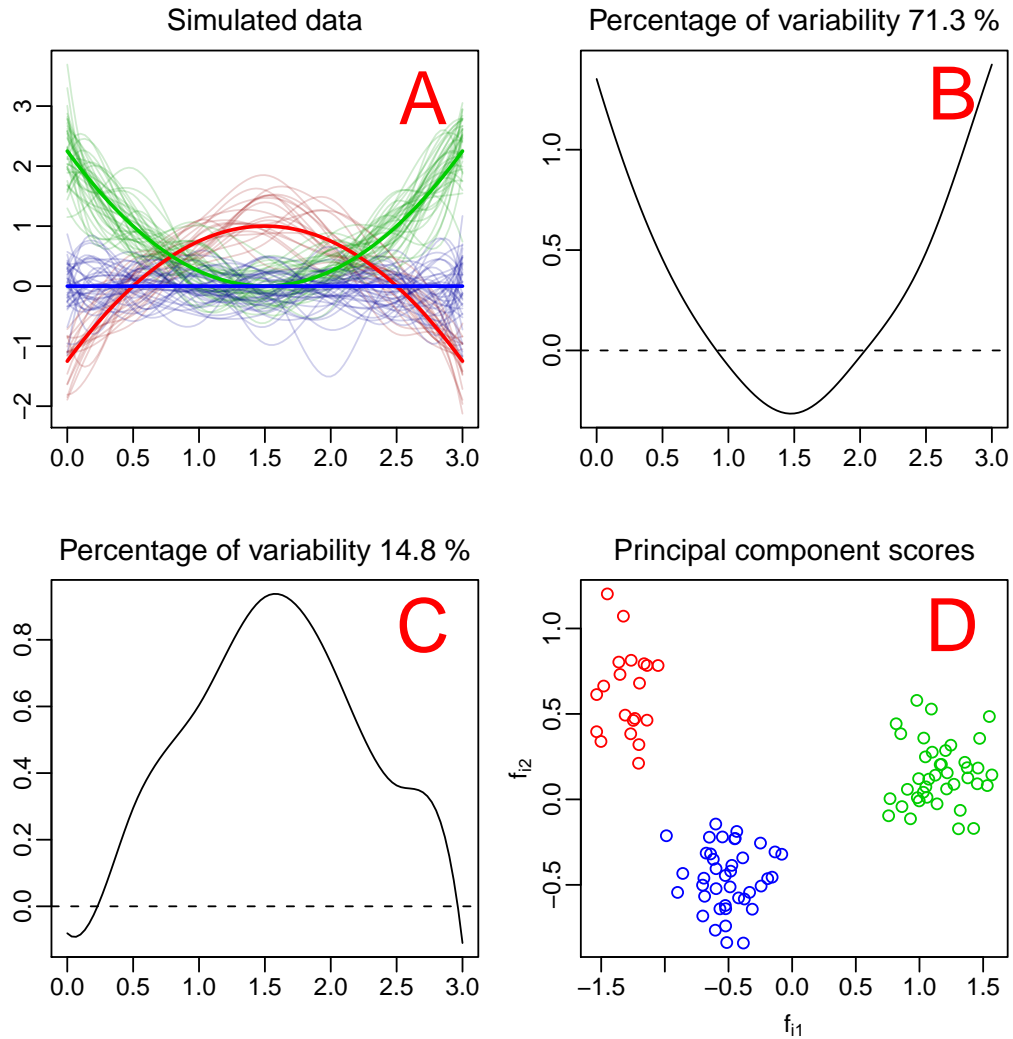 Simulated data
A
3
2
1
0
−1
−2
0.0 0.5 1.0 1.5 2.0 2.5 3.0
Percentage of variability 71.3 %
B
1.0
0.5
0.0
0.0 0.5 1.0 1.5 2.0 2.5 3.0
Percentage of variability 14.8 %
C
0.8
0.6
0.4
0.2
0.0
0.0 0.5 1.0 1.5 2.0 2.5 3.0
Principal component scores
D
1.0
0.5
0.0
−0.5
fi2
−1.5 −0.5 0.0 0.5 1.0 1.5
fi1